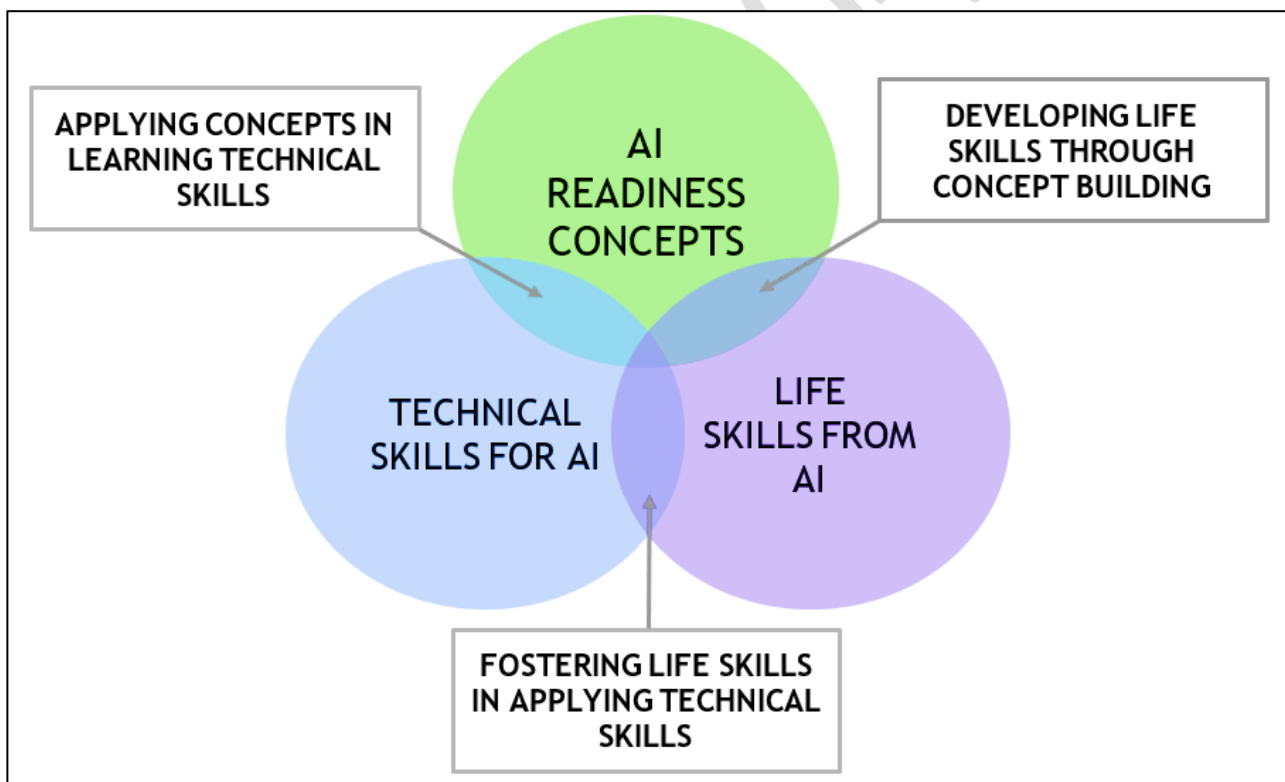 AI
READINESS
CONCEPTS
APPLYING CONCEPTS IN
LEARNING TECHNICAL
SKILLS
DEVELOPING LIFE
SKILLS THROUGH
CONCEPT BUILDING
TECHNICAL
SKILLS FOR AI
LIFE
SKILLS FROM
AI
FOSTERING LIFE SKILLS
IN APPLYING TECHNICAL
SKILLS